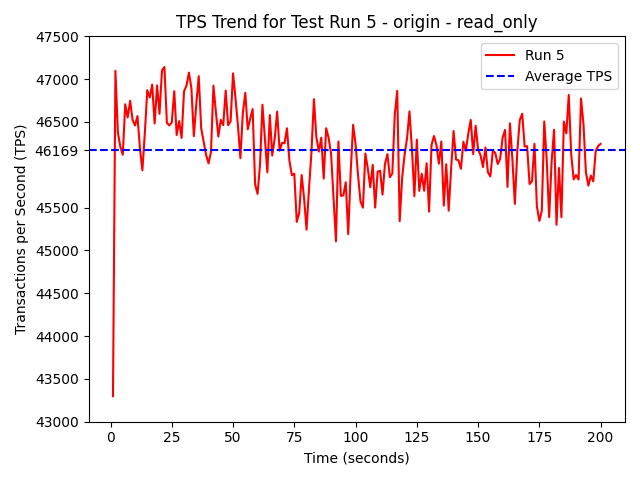 TPS Trend for Test Run 5 - origin - read_only
Run 5
Average TPS
Transactions per Second (TPS)
47500
47000
46500
46169
45500
45000
44500
44000
43500
43000
0 25 50 75 100 125 150 175 200
Time (seconds)